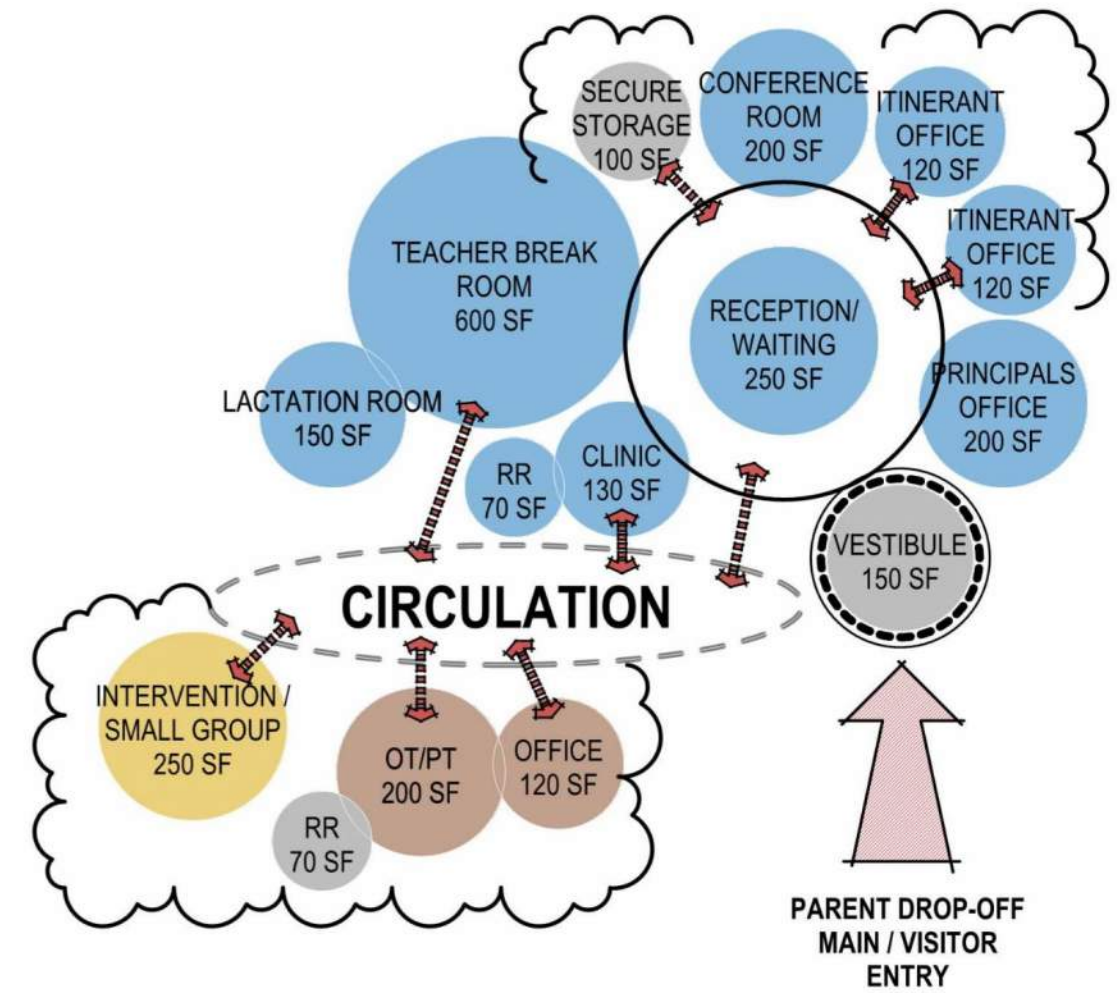 SECURE
STORAGE
100 SF
CONFERENCE
ROOM
200 SF
ITINERANT
OFFICE
120 SF
ITINERANT
OFFICE
120 SF
TEACHER BREAK
ROOM
600 SF
RECEPTION/
WAITING
250 SF
PRINCIPALS
OFFICE
200 SF
LACTATION ROOM
150 SF
RR
70 SF
CLINIC
130 SF
VESTIBULE
150 SF
CIRCULATION
INTERVENTION /
SMALL GROUP
250 SF
OT/PT
200 SF
OFFICE
120 SF
RR
70 SF
PARENT DROP-OFF
MAIN / VISITOR
ENTRY